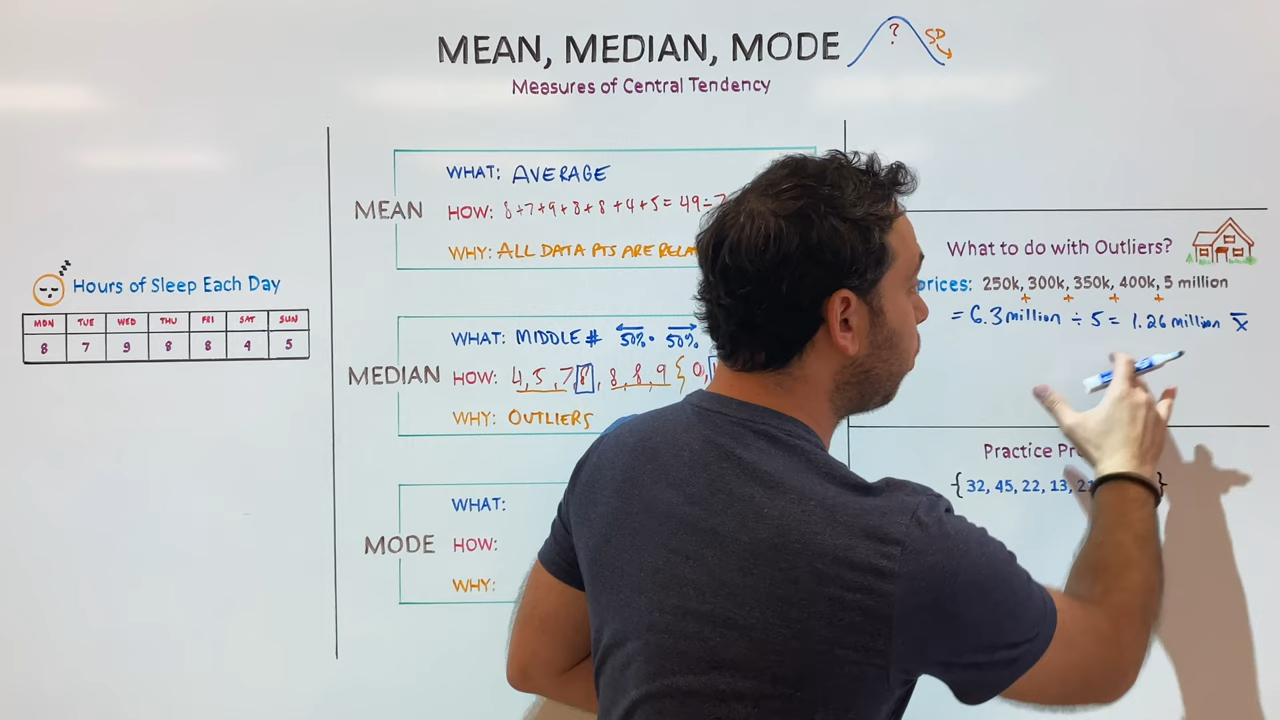 MEAN, MEDIAN, MODE
? SD
Measures of Central Tendency
Hours of Sleep Each Day
MON TUE WED THU FRI SAT SUN
8 7 9 8 8 4 5
MEAN
WHAT: AVERAGE
HOW: 8+7+9+8+8+4+5 = 49÷7
WHY: ALL DATA PTS ARE
MEDIAN
WHAT: MIDDLE # 50% · 50%
HOW: 4, 5, 7, 8, 8, 8, 9 { 0,
WHY: OUTLIERS
MODE
WHAT:
HOW:
WHY:
What to do with Outliers?
prices: 250k, 300k, 350k, 400k, 5 million
+ + + +
= 6.3 million ÷ 5 = 1.26 million x̄
Practice
{ 32, 45, 22, 13, }